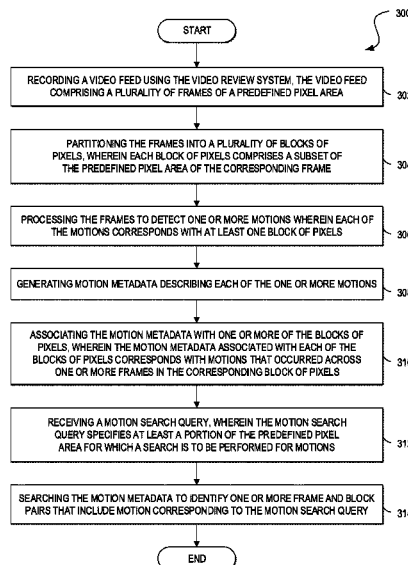 300
START
RECORDING A VIDEO FEED USING THE VIDEO REVIEW SYSTEM, THE VIDEO FEED
COMPRISING A PLURALITY OF FRAMES OF A PREDEFINED PIXEL AREA
302
PARTITIONING THE FRAMES INTO A PLURALITY OF BLOCKS OF
PIXELS, WHEREIN EACH BLOCK OF PIXELS COMPRISES A SUBSET OF
THE PREDEFINED PIXEL AREA OF THE CORRESPONDING FRAME
304
PROCESSING THE FRAMES TO DETECT ONE OR MORE MOTIONS WHEREIN EACH OF
THE MOTIONS CORRESPONDS WITH AT LEAST ONE BLOCK OF PIXELS
306
GENERATING MOTION METADATA DESCRIBING EACH OF THE ONE OR MORE MOTIONS
308
ASSOCIATING THE MOTION METADATA WITH ONE OR MORE OF THE BLOCKS OF
PIXELS, WHEREIN THE MOTION METADATA ASSOCIATED WITH EACH OF THE
BLOCKS OF PIXELS CORRESPONDS WITH MOTIONS THAT OCCURRED ACROSS
ONE OR MORE FRAMES IN THE CORRESPONDING BLOCK OF PIXELS
310
RECEIVING A MOTION SEARCH QUERY, WHEREIN THE MOTION SEARCH
QUERY SPECIFIES AT LEAST A PORTION OF THE PREDEFINED PIXEL
AREA FOR WHICH A SEARCH IS TO BE PERFORMED FOR MOTIONS
312
SEARCHING THE MOTION METADATA TO IDENTIFY ONE OR MORE FRAME AND BLOCK
PAIRS THAT INCLUDE MOTION CORRESPONDING TO THE MOTION SEARCH QUERY
314
END